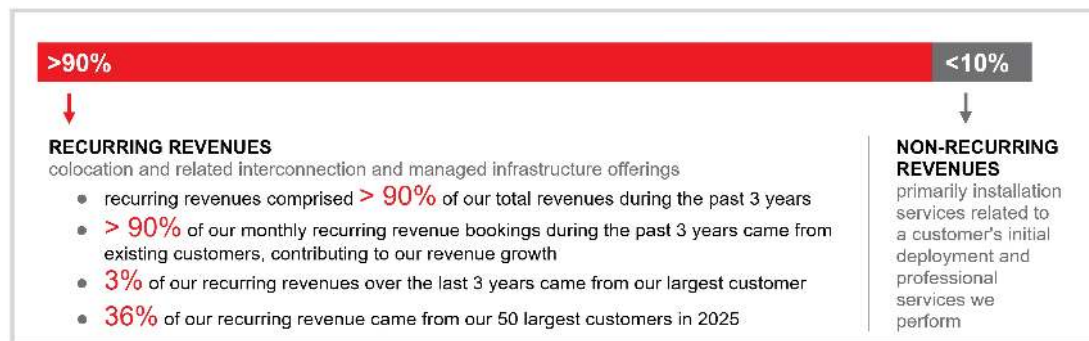 >90%
<10%
RECURRING REVENUES
colocation and related interconnection and managed infrastructure offerings
recurring revenues comprised > 90% of our total revenues during the past 3 years
> 90% of our monthly recurring revenue bookings during the past 3 years came from
existing customers, contributing to our revenue growth
3% of our recurring revenues over the last 3 years came from our largest customer
36% of our recurring revenue came from our 50 largest customers in 2025
NON-RECURRING
REVENUES
primarily installation
services related to
a customer's initial
deployment and
professional
services we
perform